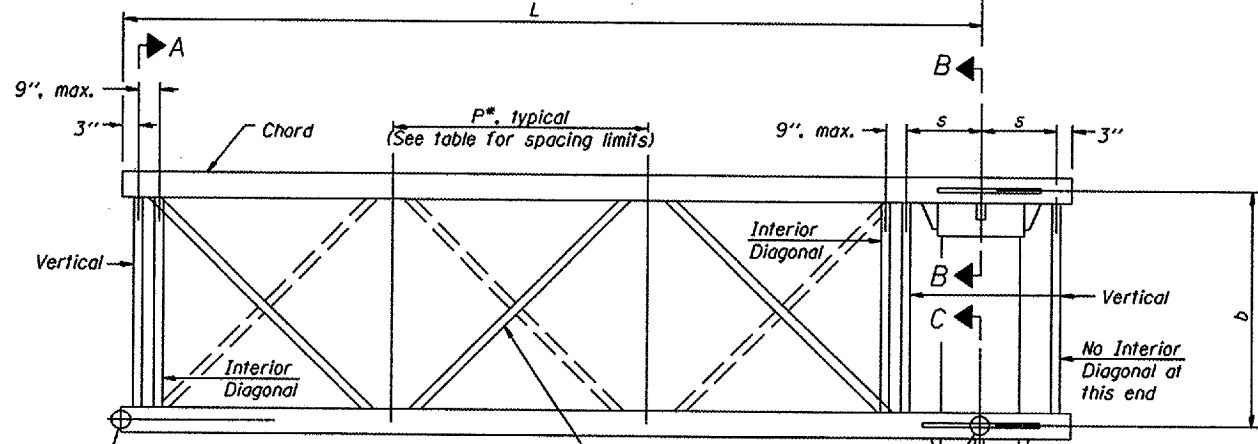 L
A
B
9", max.
3"
Chord
P*, typical
(See table for spacing limits)
9", max.
s
s
3"
Vertical
Interior
Diagonal
Interior
Diagonal
B
C
Vertical
No Interior
Diagonal at
this end
b